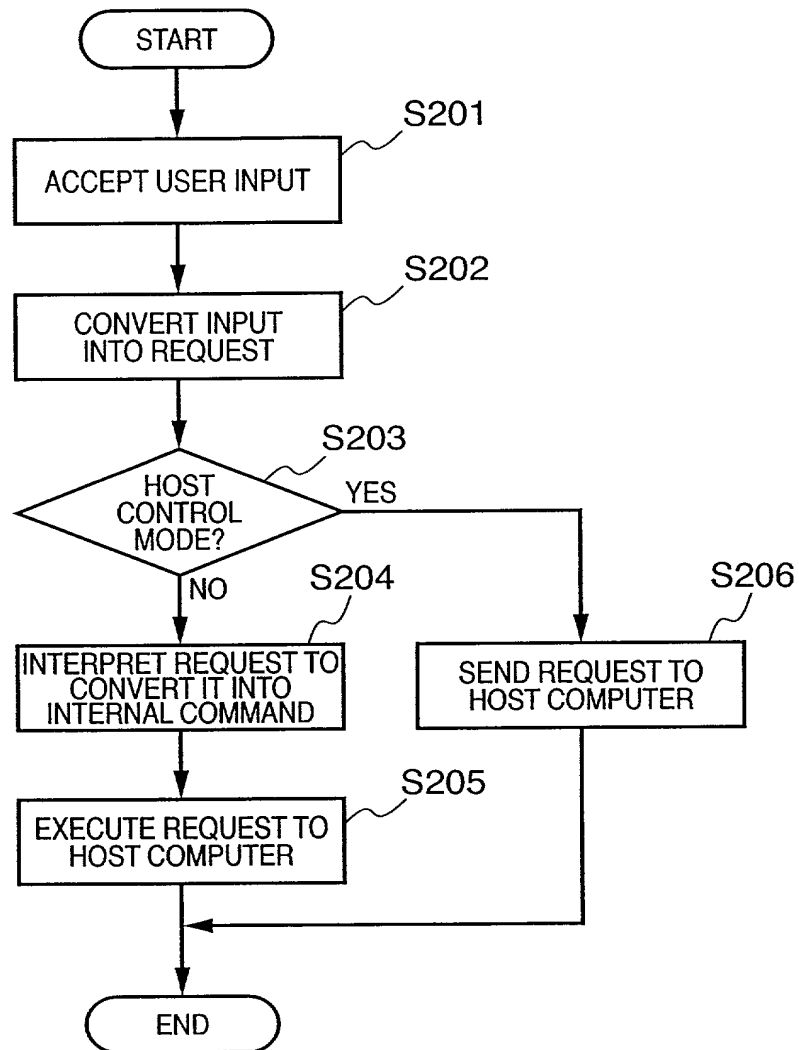 START
S201
ACCEPT USER INPUT
S202
CONVERT INPUT
INTO REQUEST
S203
HOST
CONTROL
MODE?
YES
NO
S204
INTERPRET REQUEST TO
CONVERT IT INTO
INTERNAL COMMAND
S206
SEND REQUEST TO
HOST COMPUTER
S205
EXECUTE REQUEST TO
HOST COMPUTER
END